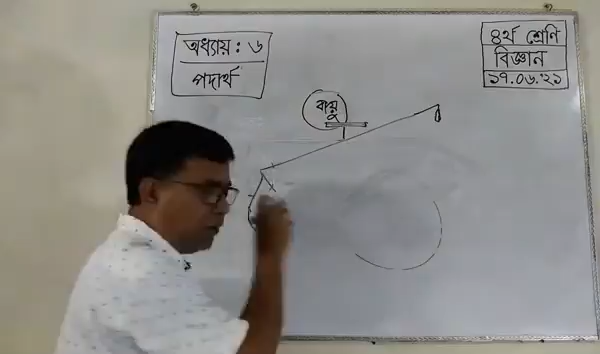 অধ্যায় : ৬
পদার্থ
৪র্থ শ্রেনি
বিজ্ঞান
১৭.০৬.২১
বায়ু